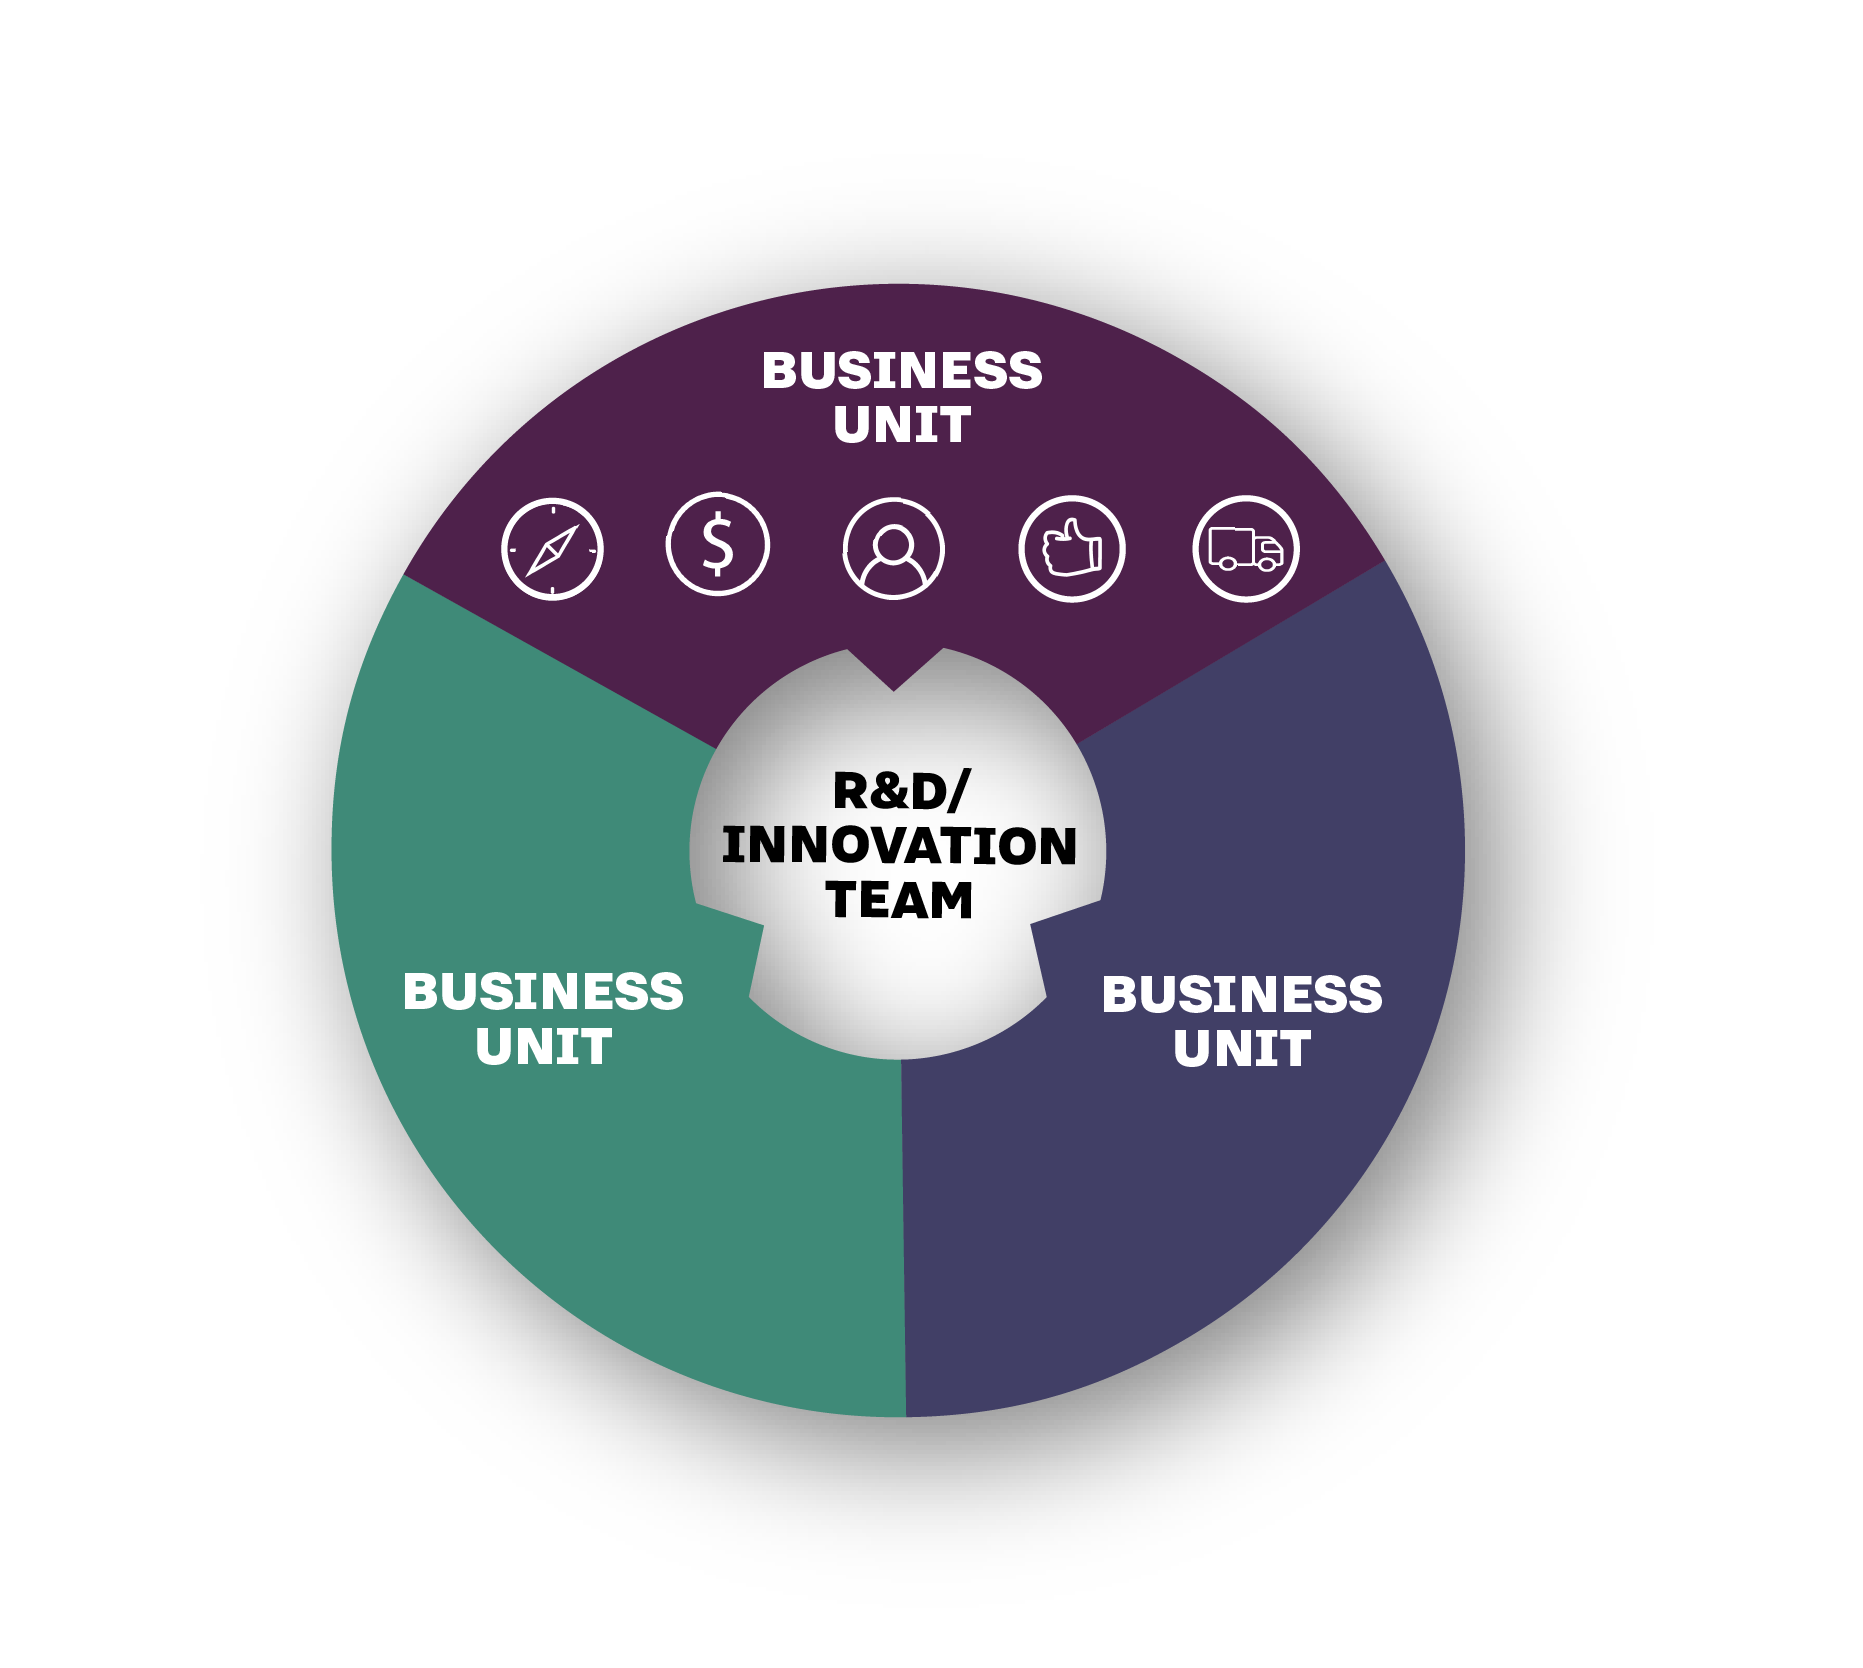 BUSINESS
UNIT
$
R&D/
INNOVATION
TEAM
BUSINESS
UNIT
BUSINESS
UNIT